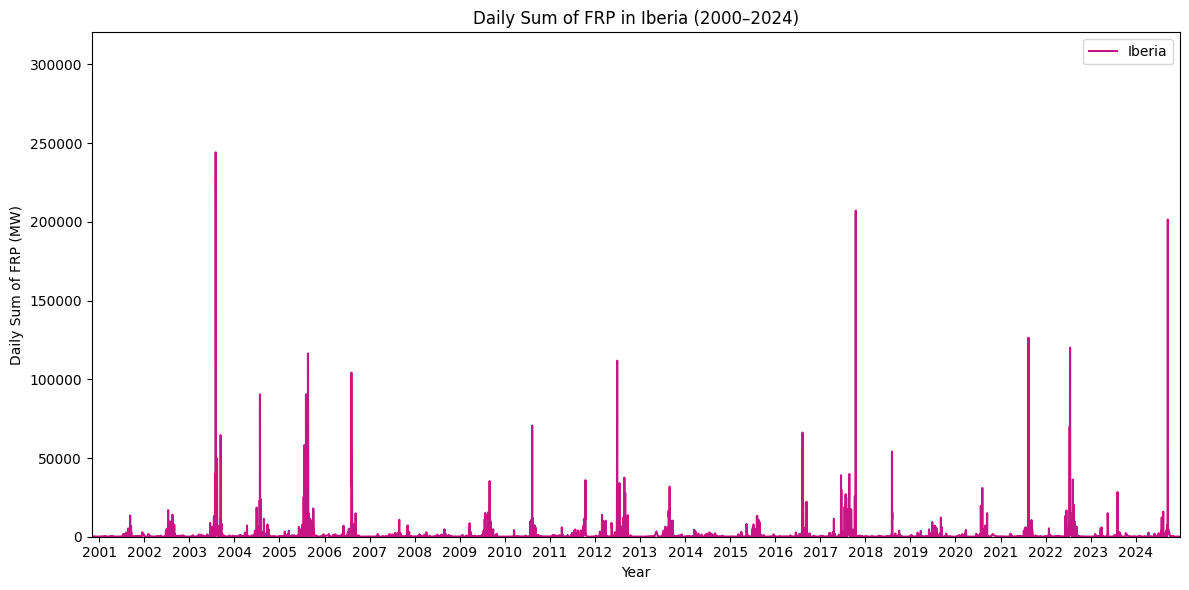 Daily Sum of FRP in Iberia (2000–2024)
Iberia
Daily Sum of FRP (MW)
300000
250000
200000
150000
100000
50000
0
2001 2002 2003 2004 2005 2006 2007 2008 2009 2010 2011 2012 2013 2014 2015 2016 2017 2018 2019 2020 2021 2022 2023 2024
Year